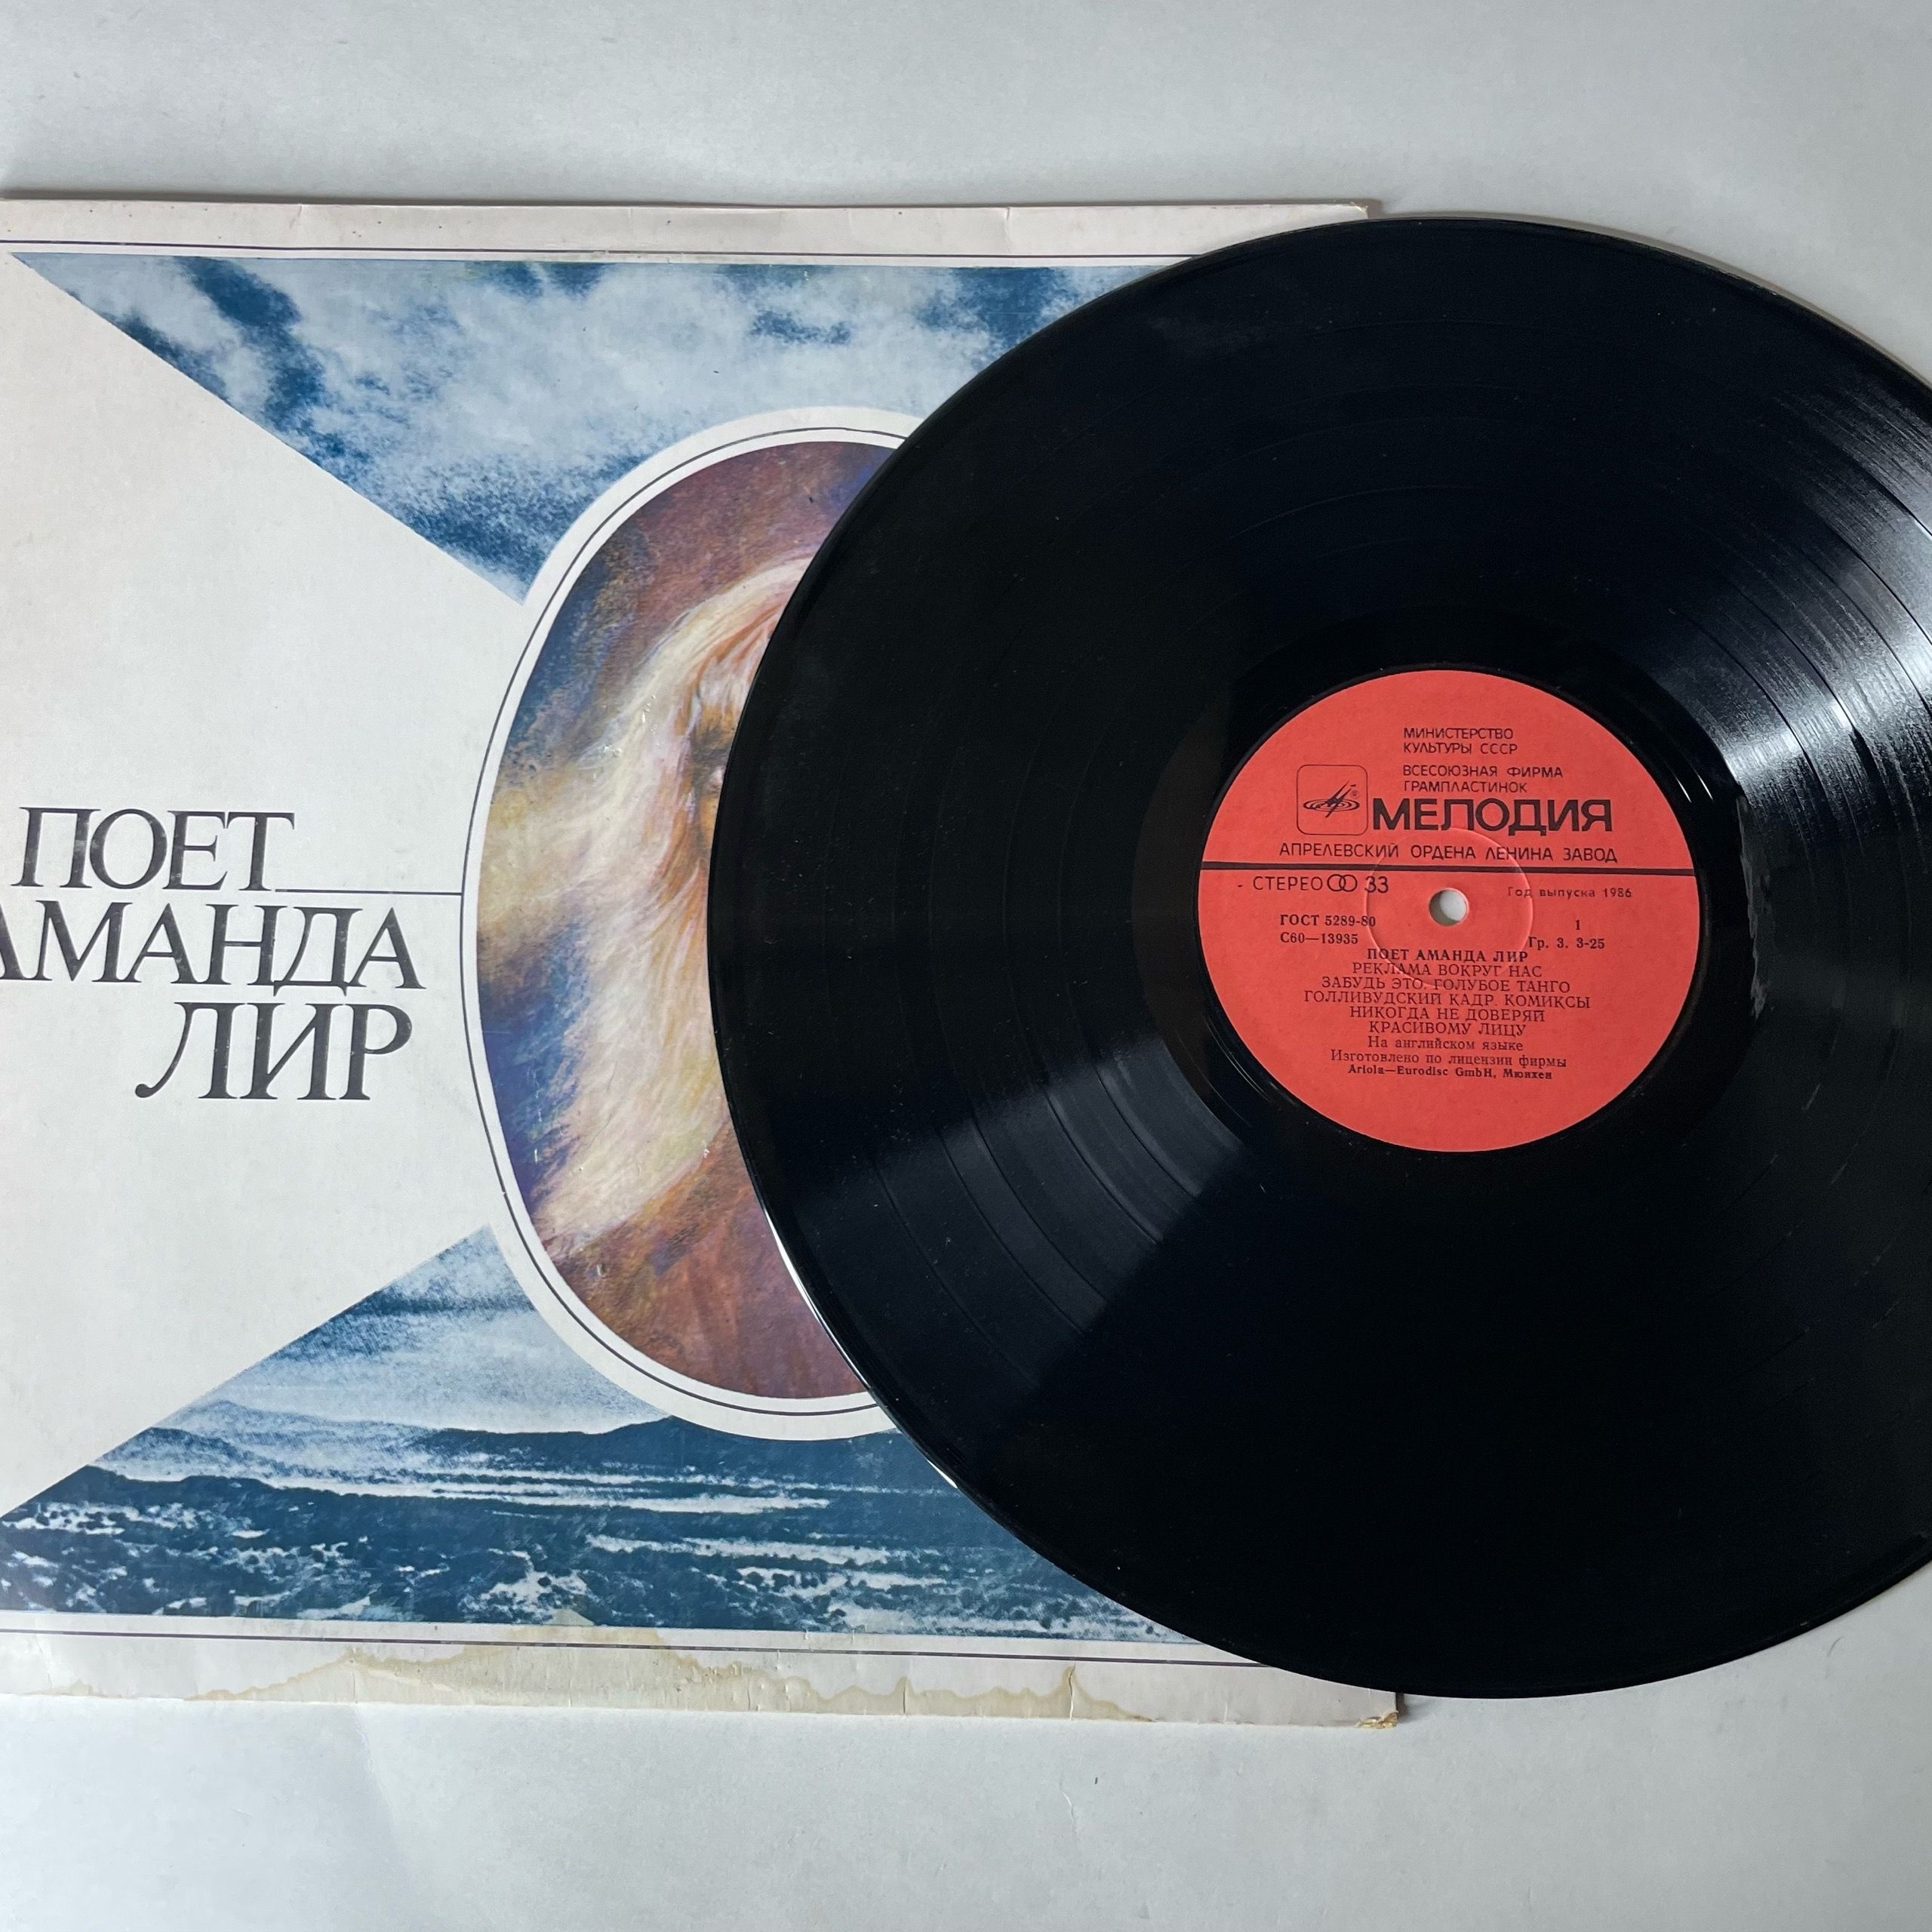 ПОЕТ
АМАНДА
ЛИР
МИНИСТЕРСТВО
КУЛЬТУРЫ СССР
ВСЕСОЮЗНАЯ ФИРМА
ГРАМПЛАСТИНОК
МЕЛОДИЯ
АПРЕЛЕВСКИЙ ОРДЕНА ЛЕНИНА ЗАВОД
СТЕРЕО 33
Год выпуска 1986
ГОСТ 5289-80
1
С60—13935
Гр. 3. 3-25
ПОЕТ АМАНДА ЛИР
РЕКЛАМА ВОКРУГ НАС
ЗАБУДЬ ЭТО. ГОЛУБОЕ ТАНГО
ГОЛЛИВУДСКИЙ КАДР. КОМИКСЫ
НИКОГДА НЕ ДОВЕРЯЙ
КРАСИВОМУ ЛИЦУ
На английском языке
Изготовлено по лицензии фирмы
Ariola—Eurodisc GmbH, Мюнхен